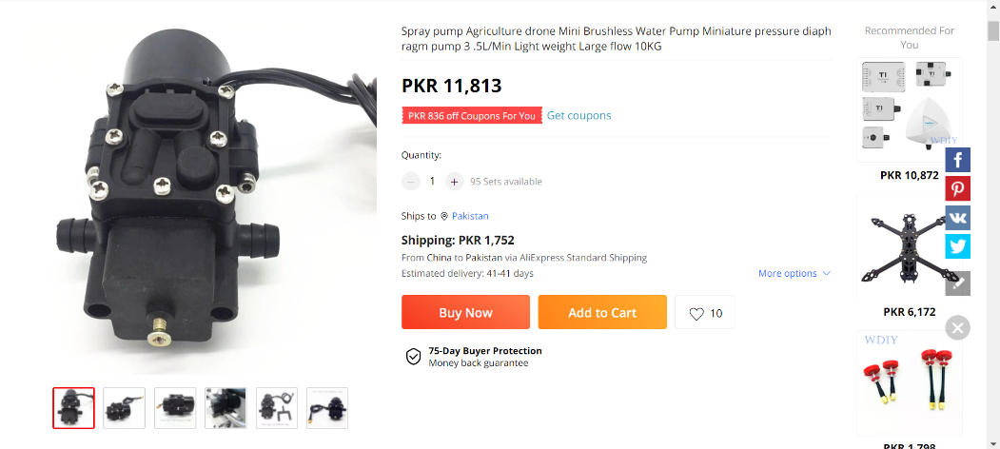 Spray pump Agriculture drone Mini Brushless Water Pump Miniature pressure diaph
ragm pump 3 .5L/Min Light weight Large flow 10KG
PKR 11,813
PKR 836 off Coupons For You Get coupons
Quantity:
1 95 Sets available
Ships to Pakistan
Shipping: PKR 1,752
From China to Pakistan via AliExpress Standard Shipping
Estimated delivery: 41-41 days More options
Buy Now Add to Cart 10
75-Day Buyer Protection
Money back guarantee
Recommended For
You
T1
T1
T1
WDIY
PKR 10,872
PKR 6,172
WDIY
PKR 1,798